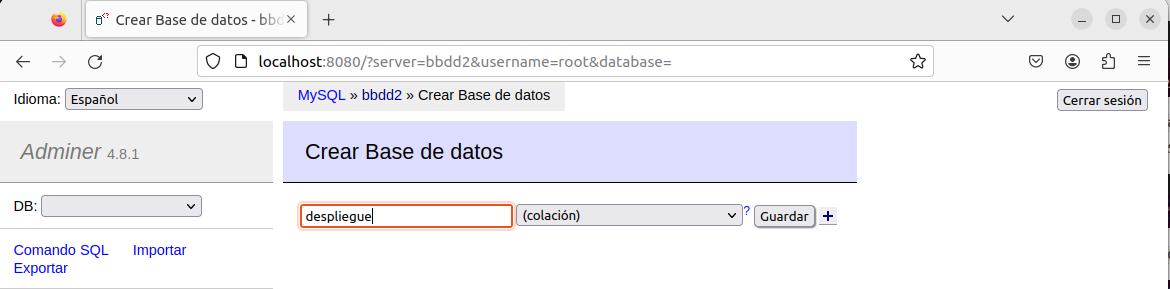 Crear Base de datos - bbd
localhost:8080/?server=bbdd2&username=root&database=
Idioma: Español
MySQL » bbdd2 » Crear Base de datos
Cerrar sesión
Adminer 4.8.1
Crear Base de datos
DB:
despliegue
(colación)
?
Guardar
+
Comando SQL
Importar
Exportar